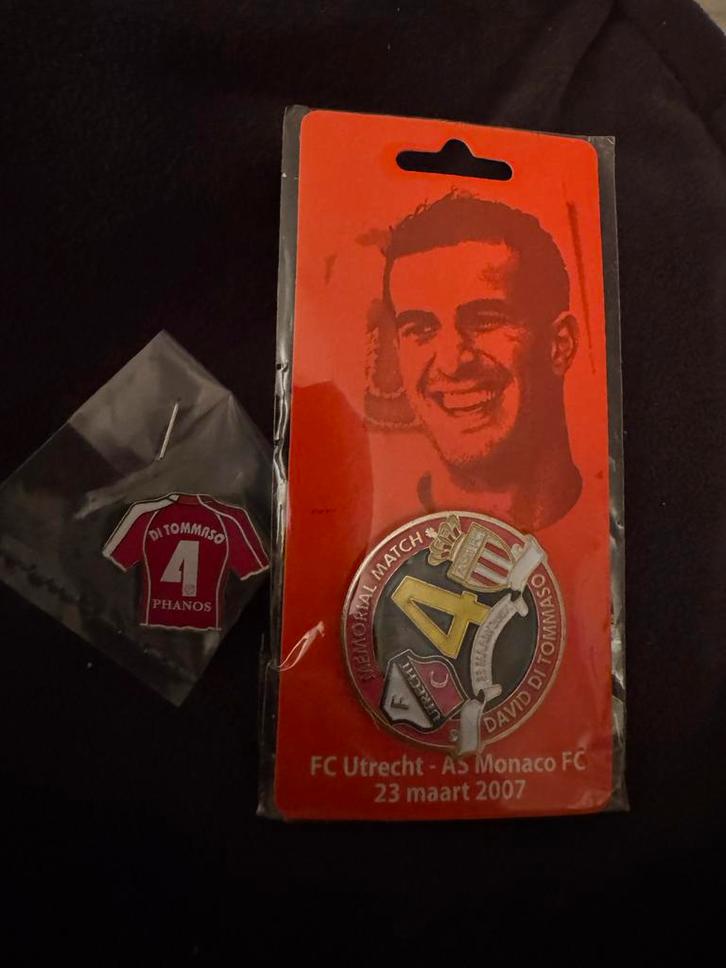 DI TOMMASO
4
PHANOS
MEMORIAL MATCH
4
DAVID DI TOMMASO
F C
UTRECHT
FC Utrecht - AS Monaco FC
23 maart 2007